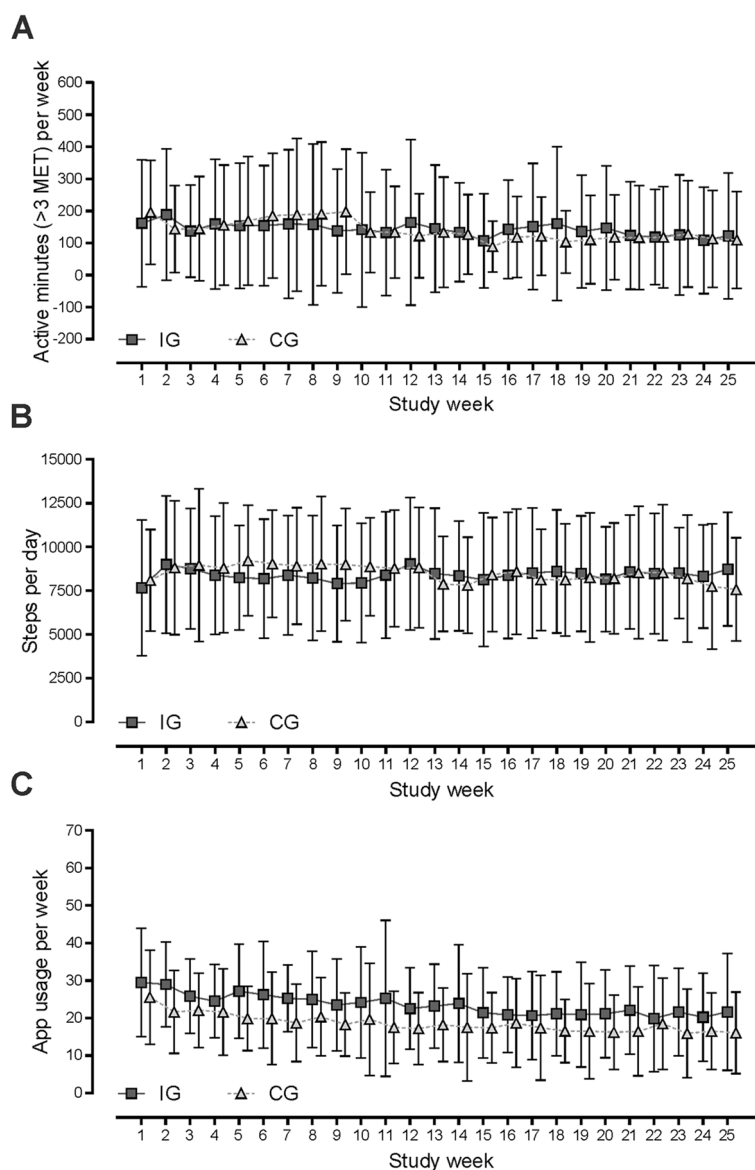 A
Active minutes (>3 MET) per week
600
500
400
300
200
100
0
-100
-200
IG CG
1 2 3 4 5 6 7 8 9 10 11 12 13 14 15 16 17 18 19 20 21 22 23 24 25
Study week
B
Steps per day
15000
12500
10000
7500
5000
2500
0
IG CG
1 2 3 4 5 6 7 8 9 10 11 12 13 14 15 16 17 18 19 20 21 22 23 24 25
Study week
C
App usage per week
70
60
50
40
30
20
10
0
IG CG
1 2 3 4 5 6 7 8 9 10 11 12 13 14 15 16 17 18 19 20 21 22 23 24 25
Study week